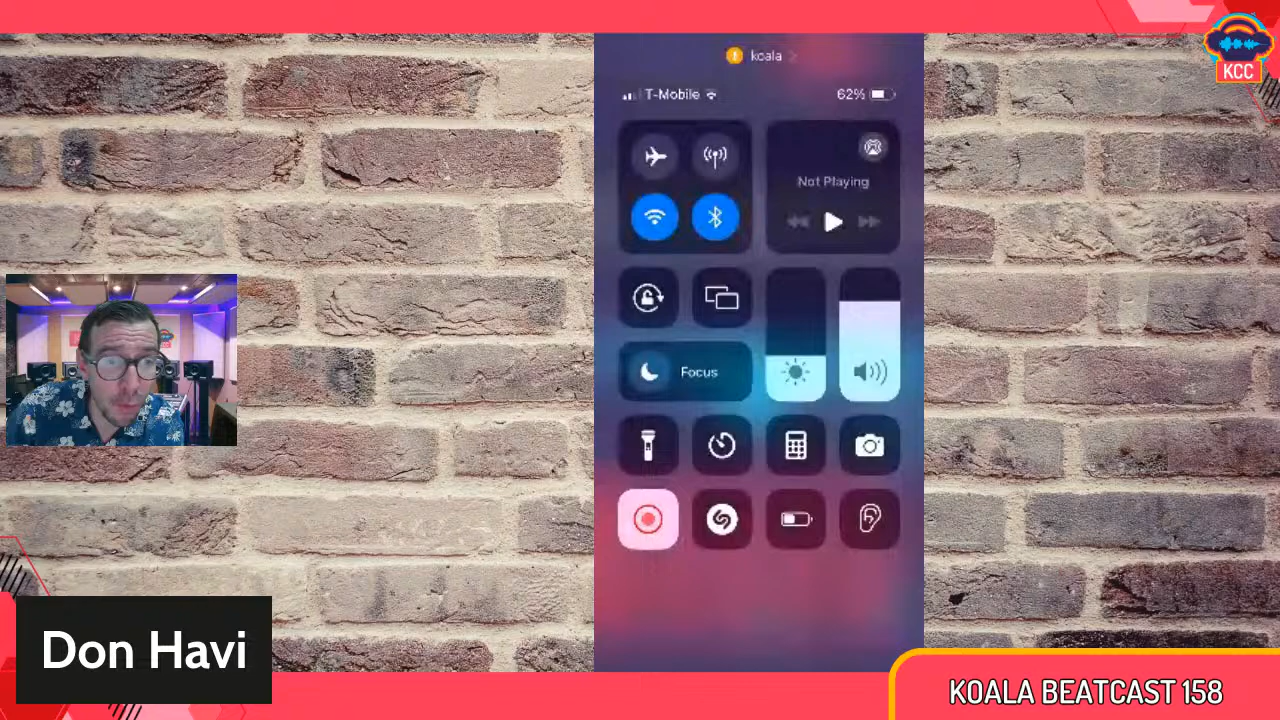 koala
T-Mobile
62%
Not Playing
Focus
KCC
Don Havi
KOALA BEATCAST 158